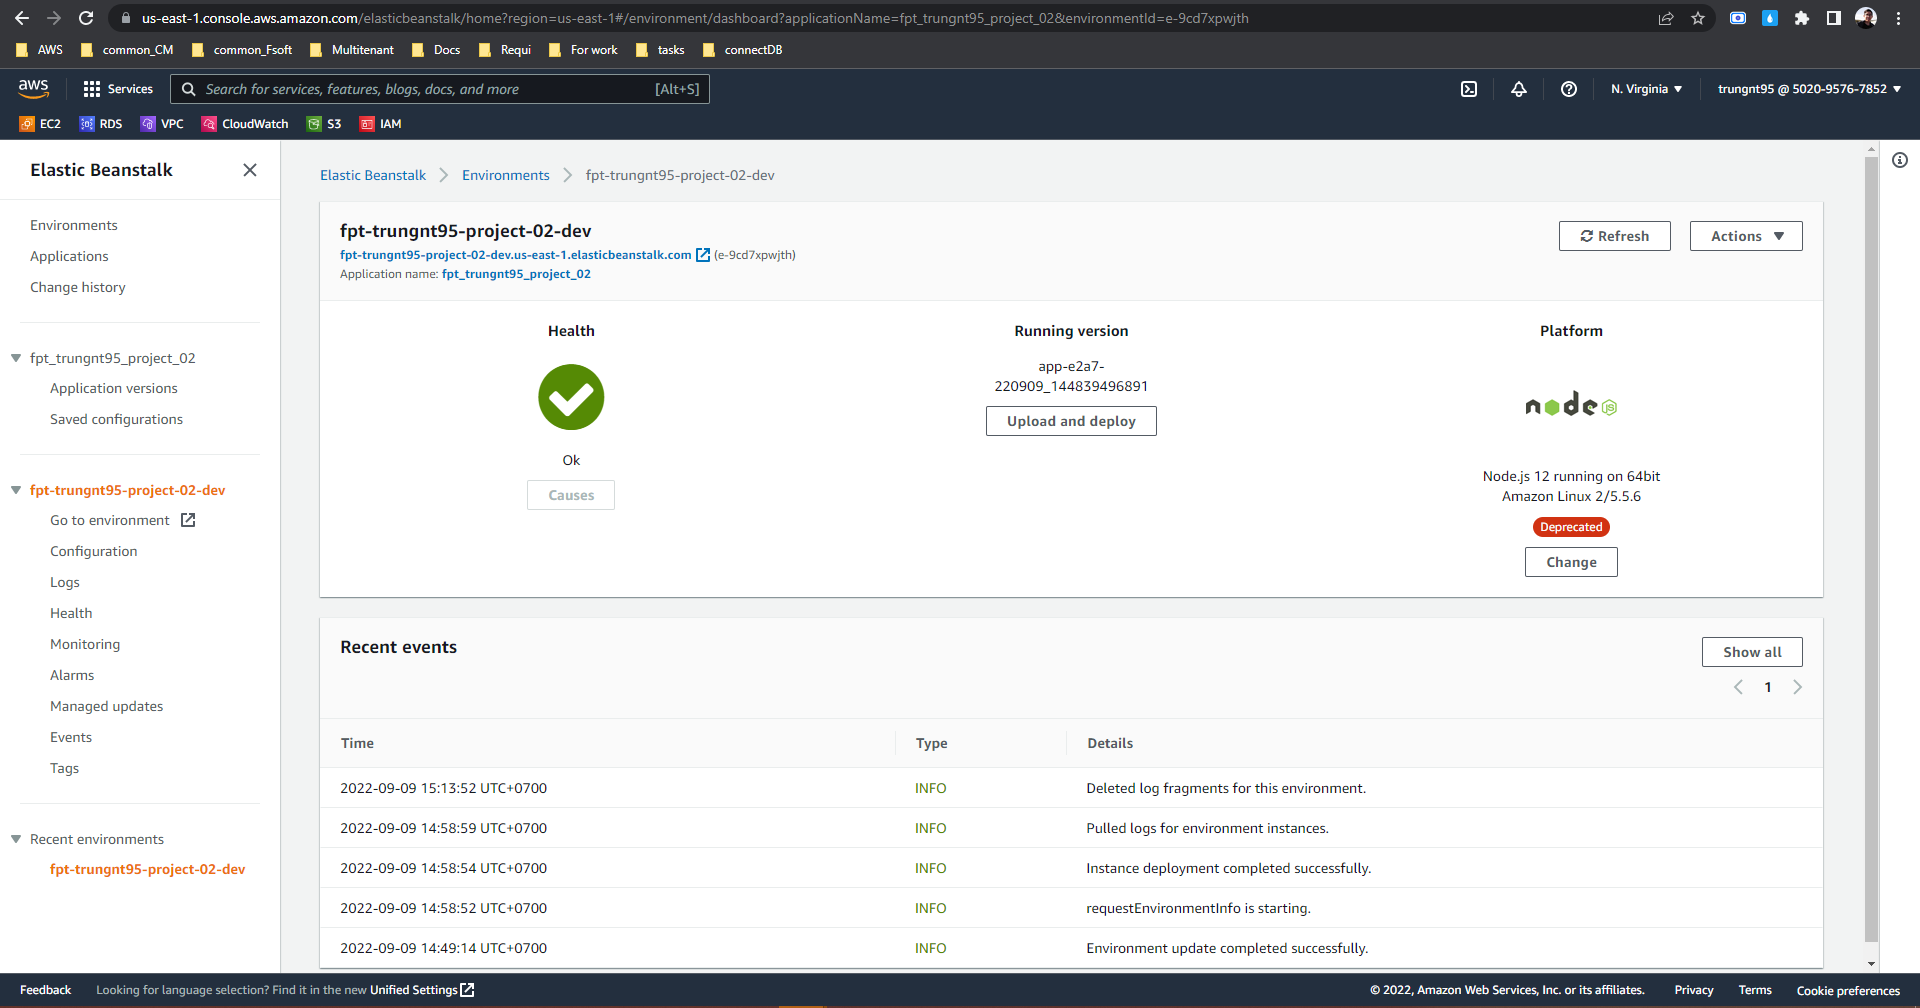 us-east-1.console.aws.amazon.com/elasticbeanstalk/home?region=us-east-1#/environment/dashboard?applicationName=fpt_trungnt95_project_02&environmentId=e-9cd7xpwjth
AWS common_CM common_Fsoft Multitenant Docs Requi For work tasks connectDB
aws Services Search for services, features, blogs, docs, and more [Alt+S] N. Virginia ▼ trungnt95 @ 5020-9576-7852 ▼
EC2 RDS VPC CloudWatch S3 IAM
Elastic Beanstalk
Environments
Applications
Change history
fpt_trungnt95_project_02
Application versions
Saved configurations
fpt-trungnt95-project-02-dev
Go to environment
Configuration
Logs
Health
Monitoring
Alarms
Managed updates
Events
Tags
Recent environments
fpt-trungnt95-project-02-dev
Elastic Beanstalk > Environments > fpt-trungnt95-project-02-dev
fpt-trungnt95-project-02-dev
fpt-trungnt95-project-02-dev.us-east-1.elasticbeanstalk.com (e-9cd7xpwjth)
Application name: fpt_trungnt95_project_02
Refresh
Actions ▼
Health
Ok
Causes
Running version
app-e2a7-
220909_144839496891
Upload and deploy
Platform
node JS
Node.js 12 running on 64bit
Amazon Linux 2/5.5.6
Deprecated
Change
Recent events
Show all
1
Time Type Details
2022-09-09 15:13:52 UTC+0700 INFO Deleted log fragments for this environment.
2022-09-09 14:58:59 UTC+0700 INFO Pulled logs for environment instances.
2022-09-09 14:58:54 UTC+0700 INFO Instance deployment completed successfully.
2022-09-09 14:58:52 UTC+0700 INFO requestEnvironmentInfo is starting.
2022-09-09 14:49:14 UTC+0700 INFO Environment update completed successfully.
Feedback Looking for language selection? Find it in the new Unified Settings © 2022, Amazon Web Services, Inc. or its affiliates. Privacy Terms Cookie preferences